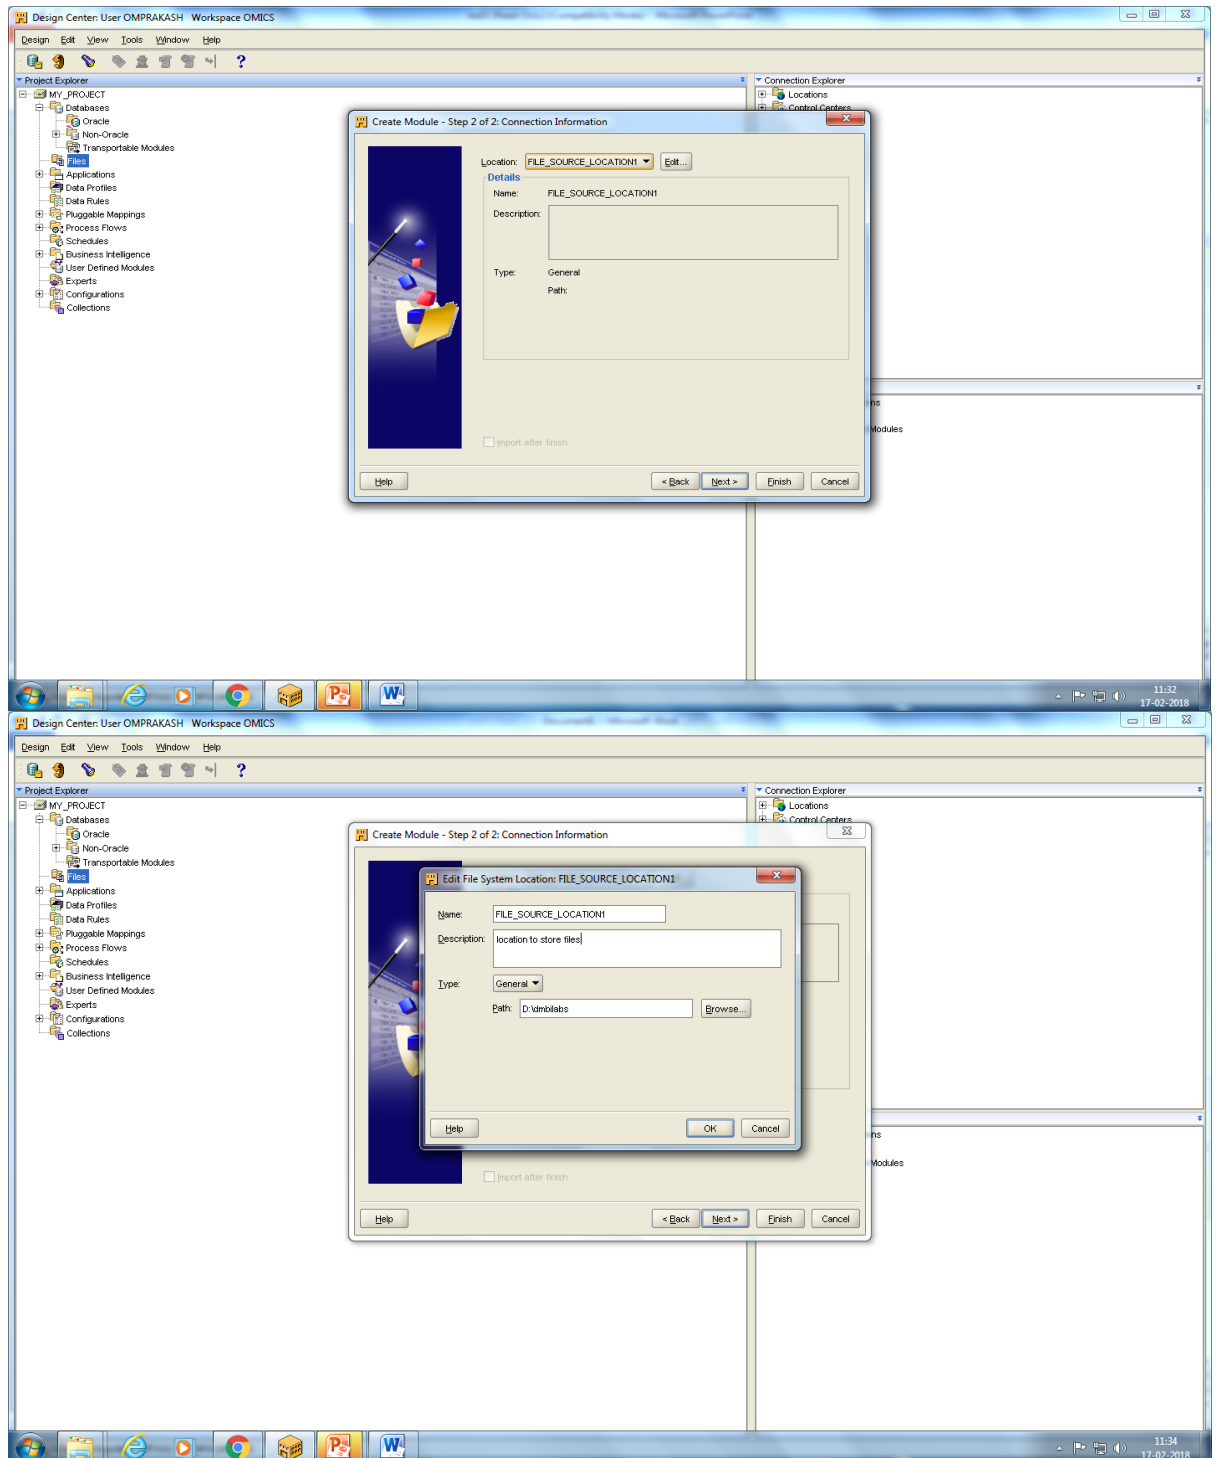 Design Center: User OMPRAKASH Workspace OMICS
Design Edit View Tools Window Help
Project Explorer
MY_PROJECT
Databases
Oracle
Non-Oracle
Transportable Modules
Files
Applications
Data Profiles
Data Rules
Pluggable Mappings
Process Flows
Schedules
Business Intelligence
User Defined Modules
Experts
Configurations
Collections
Connection Explorer
Locations
Control Centers
Create Module - Step 2 of 2: Connection Information
Location: FILE_SOURCE_LOCATION1 Edit...
Details
Name: FILE_SOURCE_LOCATION1
Description:
Type: General
Path:
Import after finish
Help < Back Next > Finish Cancel
ns
Modules
11:32
17-02-2018
Design Center: User OMPRAKASH Workspace OMICS
Design Edit View Tools Window Help
Project Explorer
MY_PROJECT
Databases
Oracle
Non-Oracle
Transportable Modules
Files
Applications
Data Profiles
Data Rules
Pluggable Mappings
Process Flows
Schedules
Business Intelligence
User Defined Modules
Experts
Configurations
Collections
Connection Explorer
Locations
Control Centers
Create Module - Step 2 of 2: Connection Information
Edit File System Location: FILE_SOURCE_LOCATION1
Name: FILE_SOURCE_LOCATION1
Description: location to store files
Type: General
Path: D:\dmbilabs Browse...
Help OK Cancel
Import after finish
Help < Back Next > Finish Cancel
ns
Modules
11:34
17-02-2018